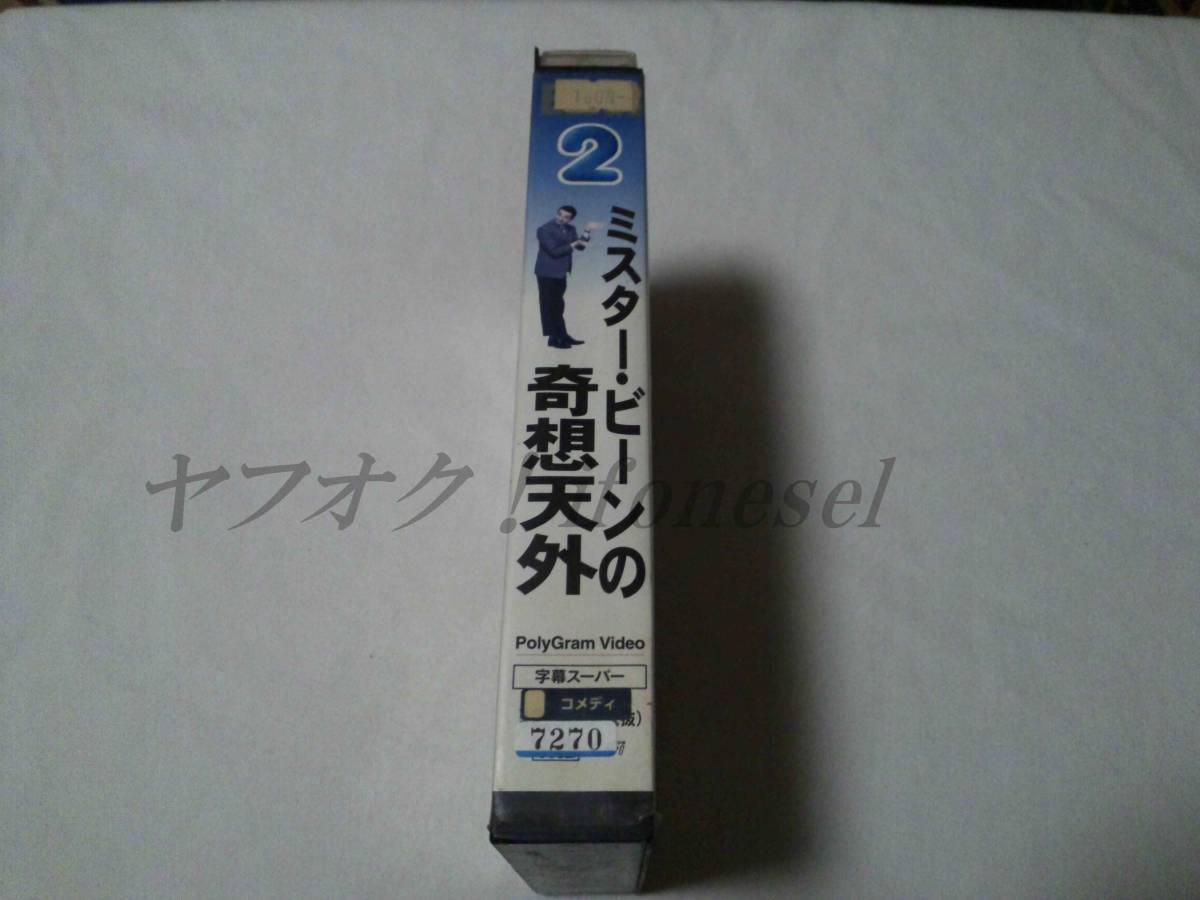 2
ミスター・ビーンの
奇想天外
PolyGram Video
字幕スーパー
コメディ
7270
ヤフオク！ifonesel